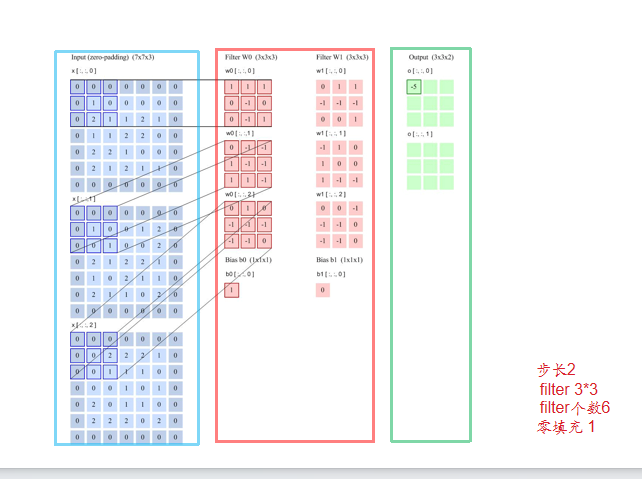 Input (zero-padding) (7x7x3)
x[:,:,0]
0 0 0 0 0 0 0
0 1 0 0 0 0 0
0 2 1 1 2 1 0
0 1 1 2 2 0 0
0 2 2 1 0 0 0
0 2 1 2 1 1 0
0 0 0 0 0 0 0
x[:,:,1]
0 0 0 0 0 0 0
0 1 0 0 1 2 0
0 0 1 0 0 2 0
0 2 1 2 2 1 0
0 1 0 2 1 1 0
0 2 1 1 0 2 0
0 0 0 0 0 0 0
x[:,:,2]
0 0 0 0 0 0 0
0 0 2 2 2 1 0
0 0 1 1 1 0 0
0 0 0 1 0 1 0
0 2 0 1 1 2 0
0 2 2 2 0 2 0
0 0 0 0 0 0 0
Filter W0 (3x3x3)
w0[:,:,0]
1 1 1
0 -1 0
0 -1 0
w0[:,:,1]
0 -1 -1
1 -1 -1
1 1 -1
w0[:,:,2]
0 1 0
-1 -1 -1
-1 -1 0
Bias b0 (1x1x1)
b0[:,:,0]
1
Filter W1 (3x3x3)
w1[:,:,0]
0 1 1
-1 -1 -1
0 0 1
w1[:,:,1]
-1 1 0
1 0 0
1 -1 -1
w1[:,:,2]
0 0 -1
-1 -1 0
-1 -1 0
Bias b1 (1x1x1)
b1[:,:,0]
0
Output (3x3x2)
o[:,:,0]
-5
o[:,:,1]
步长2
filter 3*3
filter个数6
零填充 1